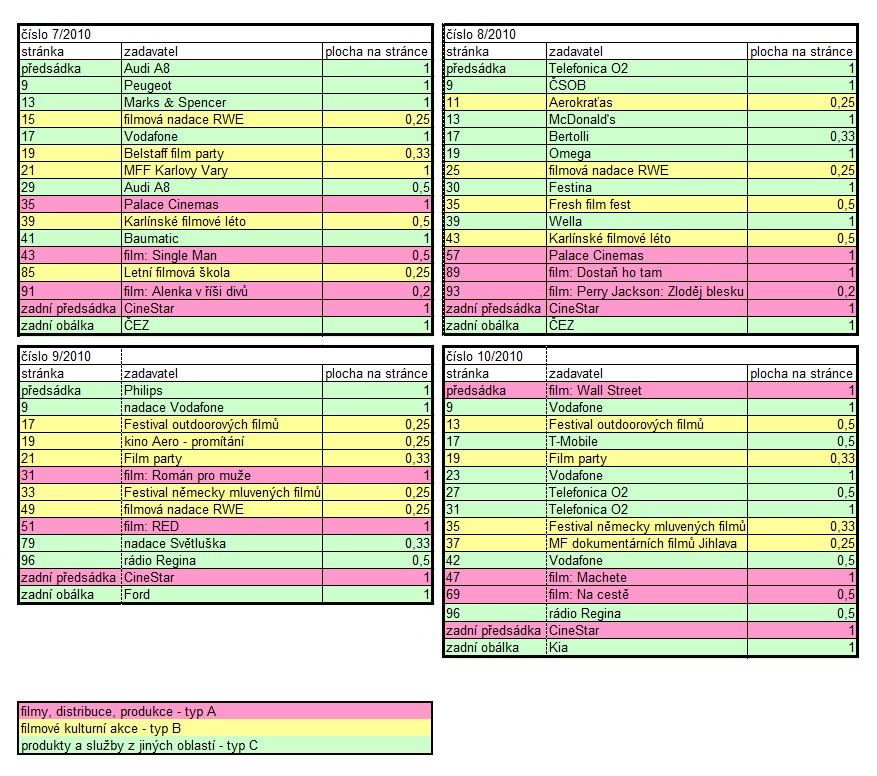 číslo 7/2010
stránka zadavatel plocha na stránce
předsádka Audi A8 1
9 Peugeot 1
13 Marks & Spencer 1
15 filmová nadace RWE 0,25
17 Vodafone 1
19 Belstaff film party 0,33
21 MFF Karlovy Vary 1
29 Audi A8 0,5
35 Palace Cinemas 1
39 Karlínské filmové léto 0,5
41 Baumatic 1
43 film: Single Man 0,5
85 Letní filmová škola 0,25
91 film: Alenka v říši divů 0,2
zadní předsádka CineStar 1
zadní obálka ČEZ 1
číslo 8/2010
stránka zadavatel plocha na stránce
předsádka Telefonica O2 1
9 ČSOB 1
11 Aerokraťas 0,25
13 McDonald's 1
17 Bertolli 0,33
19 Omega 1
25 filmová nadace RWE 0,25
30 Festina 1
35 Fresh film fest 0,5
39 Wella 1
43 Karlínské filmové léto 0,5
57 Palace Cinemas 1
89 film: Dostaň ho tam 1
93 film: Perry Jackson: Zloděj blesku 0,2
zadní předsádka CineStar 1
zadní obálka ČEZ 1
číslo 9/2010
stránka zadavatel plocha na stránce
předsádka Philips 1
9 nadace Vodafone 1
17 Festival outdoorových filmů 0,25
19 kino Aero - promítání 0,25
21 Film party 0,33
31 film: Román pro muže 1
33 Festival německy mluvených filmů 0,25
49 filmová nadace RWE 0,25
51 film: RED 1
79 nadace Světluška 0,33
96 rádio Regina 0,5
zadní předsádka CineStar 1
zadní obálka Ford 1
číslo 10/2010
stránka zadavatel plocha na stránce
předsádka film: Wall Street 1
9 Vodafone 1
13 Festival outdoorových filmů 0,5
17 T-Mobile 0,5
19 Film party 0,33
23 Vodafone 1
27 Telefonica O2 0,5
31 Telefonica O2 1
35 Festival německy mluvených filmů 0,33
37 MF dokumentárních filmů Jihlava 0,25
42 Vodafone 0,5
47 film: Machete 1
69 film: Na cestě 0,5
96 rádio Regina 0,5
zadní předsádka CineStar 1
zadní obálka Kia 1
filmy, distribuce, produkce - typ A
filmové kulturní akce - typ B
produkty a služby z jiných oblastí - typ C